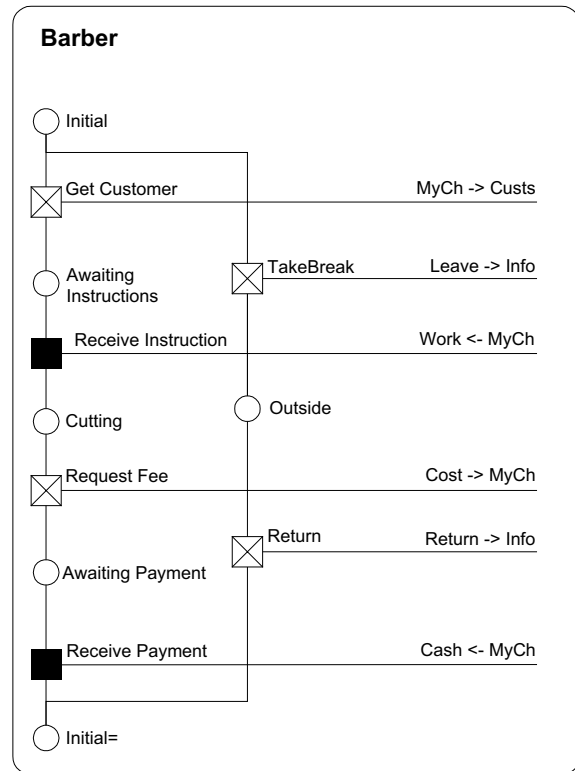 Barber
Initial
Get Customer
MyCh -> Custs
Awaiting
Instructions
TakeBreak
Leave -> Info
Receive Instruction
Work <- MyCh
Cutting
Outside
Request Fee
Cost -> MyCh
Return
Return -> Info
Awaiting Payment
Receive Payment
Cash <- MyCh
Initial=